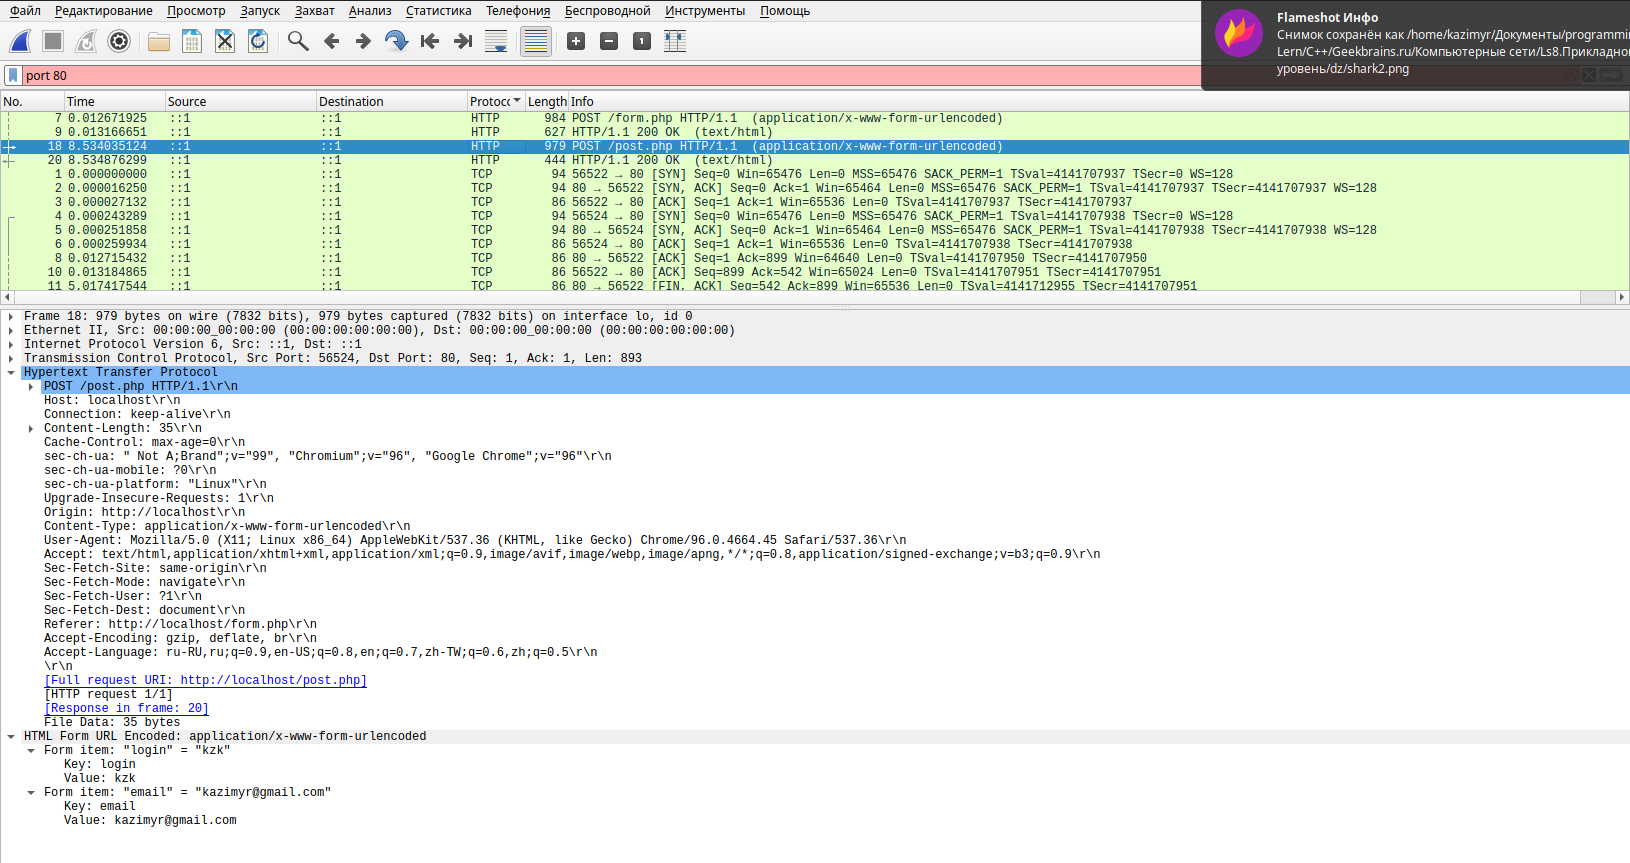 Файл Редактирование Просмотр Запуск Захват Анализ Статистика Телефония Беспроводной Инструменты Помощь
Flameshot Инфо
Снимок сохранён как /home/kazimyr/Документы/programmin
Lern/C++/Geekbrains.ru/Компьютерные сети/Ls8.Прикладно
уровень/dz/shark2.png
port 80
No. Time Source Destination Protoco Length Info
7 0.012671925 ::1 ::1 HTTP 984 POST /form.php HTTP/1.1 (application/x-www-form-urlencoded)
9 0.013166651 ::1 ::1 HTTP 627 HTTP/1.1 200 OK (text/html)
18 8.534035124 ::1 ::1 HTTP 979 POST /post.php HTTP/1.1 (application/x-www-form-urlencoded)
20 8.534876299 ::1 ::1 HTTP 444 HTTP/1.1 200 OK (text/html)
1 0.000000000 ::1 ::1 TCP 94 56522 → 80 [SYN] Seq=0 Win=65476 Len=0 MSS=65476 SACK_PERM=1 TSval=4141707937 TSecr=0 WS=128
2 0.000016250 ::1 ::1 TCP 94 80 → 56522 [SYN, ACK] Seq=0 Ack=1 Win=65464 Len=0 MSS=65476 SACK_PERM=1 TSval=4141707937 TSecr=4141707937 WS=128
3 0.000027132 ::1 ::1 TCP 86 56522 → 80 [ACK] Seq=1 Ack=1 Win=65536 Len=0 TSval=4141707937 TSecr=4141707937
4 0.000243289 ::1 ::1 TCP 94 56524 → 80 [SYN] Seq=0 Win=65476 Len=0 MSS=65476 SACK_PERM=1 TSval=4141707938 TSecr=0 WS=128
5 0.000251858 ::1 ::1 TCP 94 80 → 56524 [SYN, ACK] Seq=0 Ack=1 Win=65464 Len=0 MSS=65476 SACK_PERM=1 TSval=4141707938 TSecr=4141707938 WS=128
6 0.000259934 ::1 ::1 TCP 86 56524 → 80 [ACK] Seq=1 Ack=1 Win=65536 Len=0 TSval=4141707938 TSecr=4141707938
8 0.012715432 ::1 ::1 TCP 86 80 → 56522 [ACK] Seq=1 Ack=899 Win=64640 Len=0 TSval=4141707950 TSecr=4141707950
10 0.013184865 ::1 ::1 TCP 86 56522 → 80 [ACK] Seq=899 Ack=542 Win=65024 Len=0 TSval=4141707951 TSecr=4141707951
11 5.017417544 ::1 ::1 TCP 86 80 → 56522 [FIN, ACK] Seq=542 Ack=899 Win=65536 Len=0 TSval=4141712955 TSecr=4141707951
Frame 18: 979 bytes on wire (7832 bits), 979 bytes captured (7832 bits) on interface lo, id 0
Ethernet II, Src: 00:00:00_00:00:00 (00:00:00:00:00:00), Dst: 00:00:00_00:00:00 (00:00:00:00:00:00)
Internet Protocol Version 6, Src: ::1, Dst: ::1
Transmission Control Protocol, Src Port: 56524, Dst Port: 80, Seq: 1, Ack: 1, Len: 893
Hypertext Transfer Protocol
POST /post.php HTTP/1.1\r\n
Host: localhost\r\n
Connection: keep-alive\r\n
Content-Length: 35\r\n
Cache-Control: max-age=0\r\n
sec-ch-ua: " Not A;Brand";v="99", "Chromium";v="96", "Google Chrome";v="96"\r\n
sec-ch-ua-mobile: ?0\r\n
sec-ch-ua-platform: "Linux"\r\n
Upgrade-Insecure-Requests: 1\r\n
Origin: http://localhost\r\n
Content-Type: application/x-www-form-urlencoded\r\n
User-Agent: Mozilla/5.0 (X11; Linux x86_64) AppleWebKit/537.36 (KHTML, like Gecko) Chrome/96.0.4664.45 Safari/537.36\r\n
Accept: text/html,application/xhtml+xml,application/xml;q=0.9,image/avif,image/webp,image/apng,*/*;q=0.8,application/signed-exchange;v=b3;q=0.9\r\n
Sec-Fetch-Site: same-origin\r\n
Sec-Fetch-Mode: navigate\r\n
Sec-Fetch-User: ?1\r\n
Sec-Fetch-Dest: document\r\n
Referer: http://localhost/form.php\r\n
Accept-Encoding: gzip, deflate, br\r\n
Accept-Language: ru-RU,ru;q=0.9,en-US;q=0.8,en;q=0.7,zh-TW;q=0.6,zh;q=0.5\r\n
\r\n
[Full request URI: http://localhost/post.php]
[HTTP request 1/1]
[Response in frame: 20]
File Data: 35 bytes
HTML Form URL Encoded: application/x-www-form-urlencoded
Form item: "login" = "kzk"
Key: login
Value: kzk
Form item: "email" = "kazimyr@gmail.com"
Key: email
Value: kazimyr@gmail.com